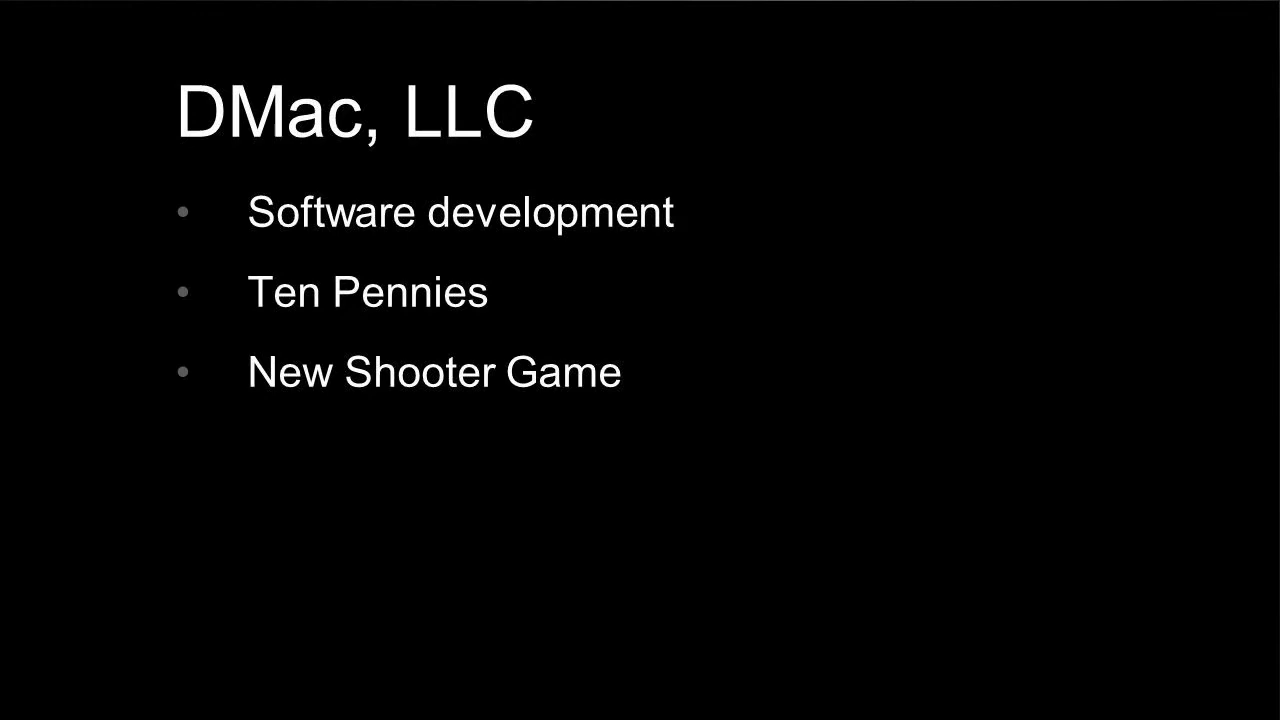 DMac, LLC
• Software development
• Ten Pennies
• New Shooter Game